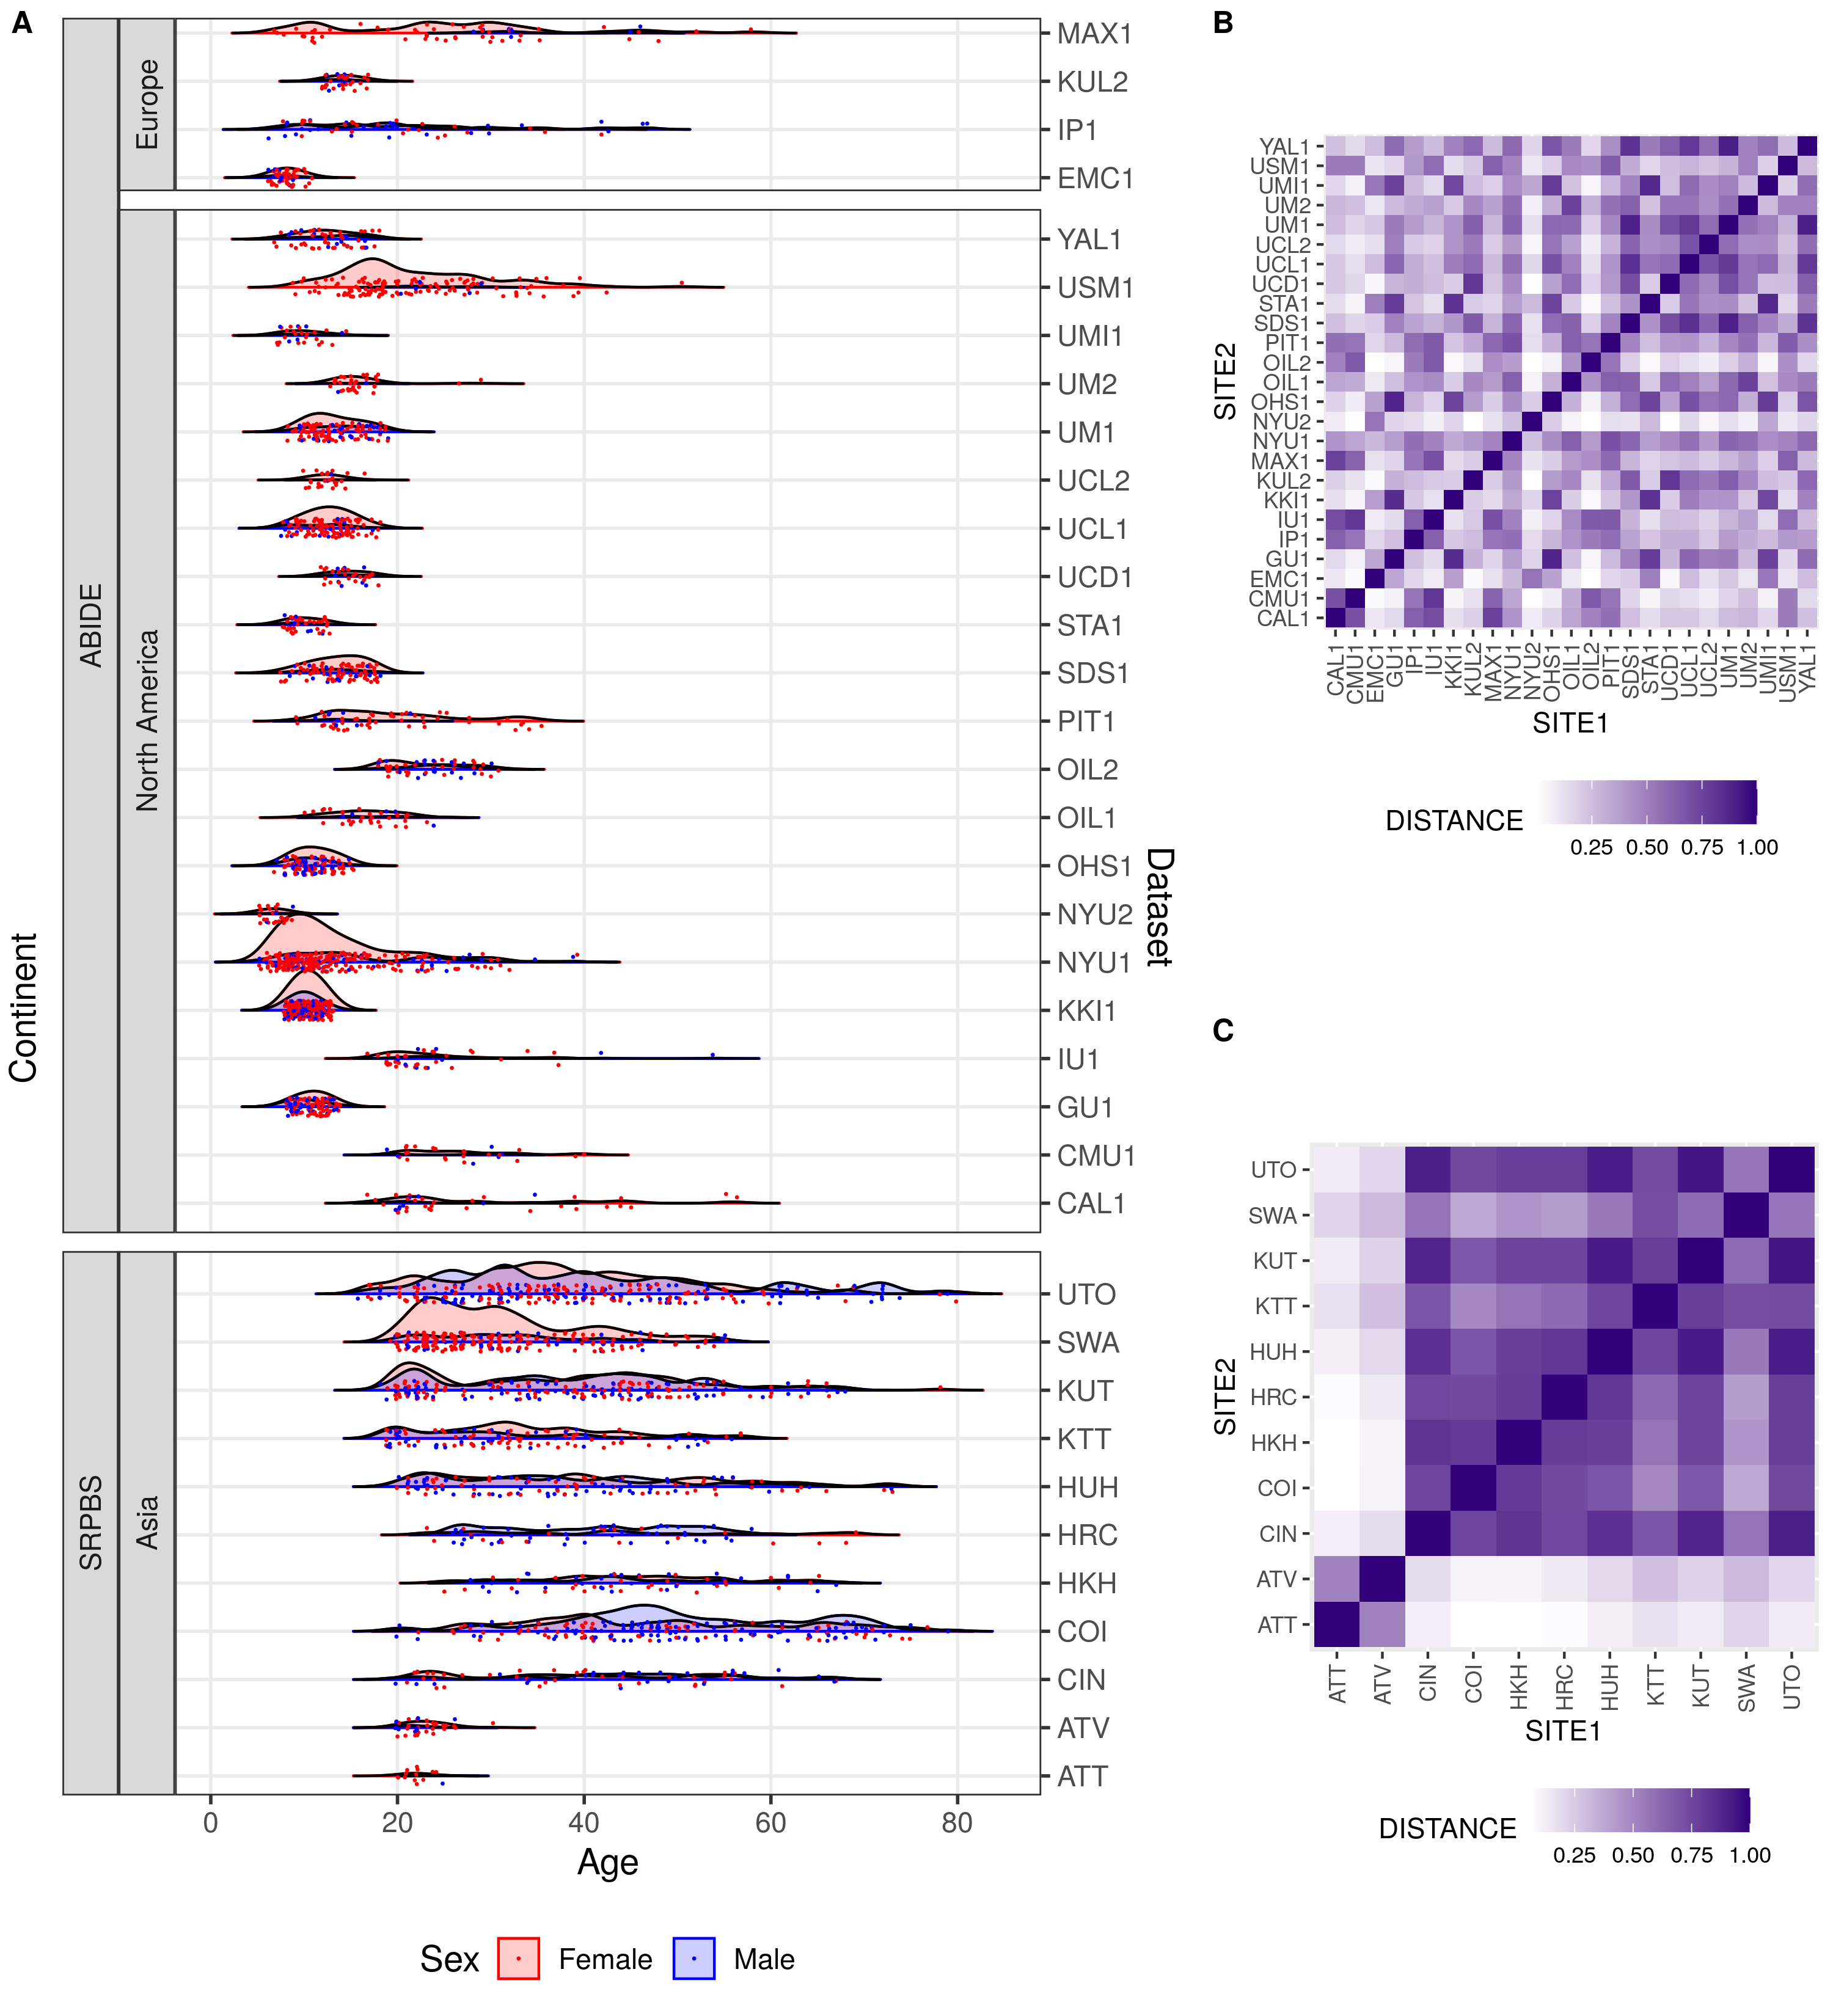 A
ABIDE
Europe
MAX1
KUL2
IP1
EMC1
North America
YAL1
USM1
UMI1
UM2
UM1
UCL2
UCL1
UCD1
STA1
SDS1
PIT1
OIL2
OIL1
OHS1
NYU2
NYU1
KKI1
IU1
GU1
CMU1
CAL1
SRPBS
Asia
UTO
SWA
KUT
KTT
HUH
HRC
HKH
COI
CIN
ATV
ATT
Continent
Dataset
0 20 40 60 80
Age
Sex Female Male
B
SITE2
YAL1
USM1
UMI1
UM2
UM1
UCL2
UCL1
UCD1
STA1
SDS1
PIT1
OIL2
OIL1
OHS1
NYU2
NYU1
MAX1
KUL2
KKI1
IU1
IP1
GU1
EMC1
CMU1
CAL1
CAL1 CMU1 EMC1 GU1 IP1 IU1 KKI1 KUL2 MAX1 NYU1 NYU2 OHS1 OIL1 OIL2 PIT1 SDS1 STA1 UCD1 UCL1 UCL2 UM1 UM2 UMI1 USM1 YAL1
SITE1
DISTANCE
0.25 0.50 0.75 1.00
C
SITE2
UTO
SWA
KUT
KTT
HUH
HRC
HKH
COI
CIN
ATV
ATT
ATT ATV CIN COI HKH HRC HUH KTT KUT SWA UTO
SITE1
DISTANCE
0.25 0.50 0.75 1.00